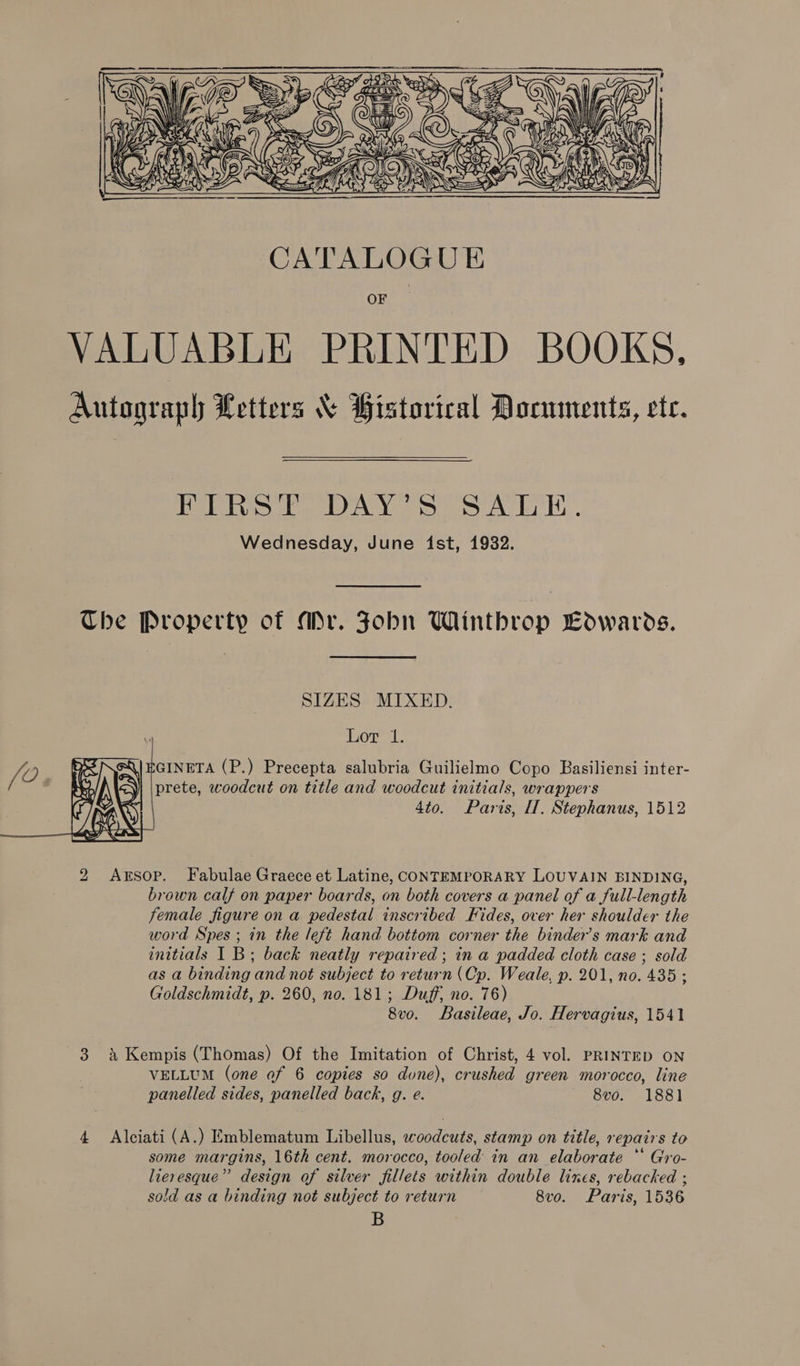 CATALOGUE
OF
VALUABLE PRINTED BOOKS,
Autograph Letters & Historical Documents, etc.
FIRST DAY'S SALE.
Wednesday, June 1st, 1932.
The Property of Mr. John Winthrop Edwards.
SIZES MIXED.
Lot 1.
10.
ÆGINETA (P.) Precepta salubria Guilielmo Copo Basiliensi inter-
prete, woodcut on title and woodcut initials, wrappers
4to. Paris, H. Stephanus, 1512
2 Aesop. Fabulae Graece et Latine, CONTEMPORARY LOUVAIN BINDING,
brown calf on paper boards, on both covers a panel of a full-length
female figure on a pedestal inscribed Fides, over her shoulder the
word Spes; in the left hand bottom corner the binder's mark and
initials I B; back neatly repaired; in a padded cloth case; sold
as a binding and not subject to return (Cp. Weale, p. 201, no. 435;
Goldschmidt, p. 260, no. 181; Duff, no. 76)
8vo. Basileae, Jo. Hervagius, 1541
3 à Kempis (Thomas) Of the Imitation of Christ, 4 vol. PRINTED ON
VELLUM (one of 6 copies so done), crushed green morocco, line
panelled sides, panelled back, g. e. 8vo. 1881
4 Alciati (A.) Emblematum Libellus, woodcuts, stamp on title, repairs to
some margins, 16th cent. morocco, tooled in an elaborate "Gro-
lieresque" design of silver fillets within double lines, rebacked;
sold as a binding not subject to return 8vo. Paris, 1536
B